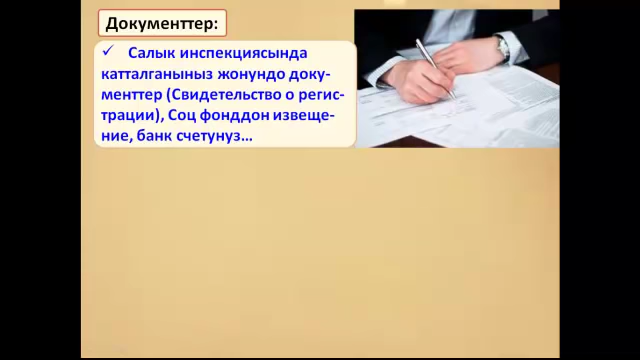 Документтер:
✓ Салык инспекциясында
катталганыныз жонундо доку-
менттер (Свидетельство о регис-
трации), Соц фонддон извеще-
ние, банк счетунуз...